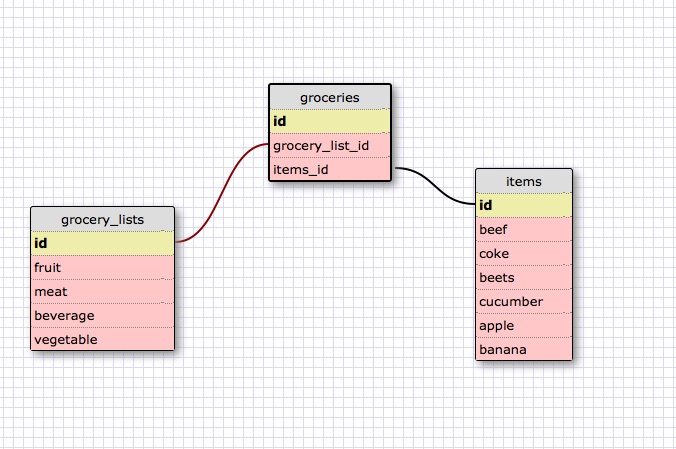 groceries
id
grocery_list_id
items_id
grocery_lists
id
fruit
meat
beverage
vegetable
items
id
beef
coke
beets
cucumber
apple
banana